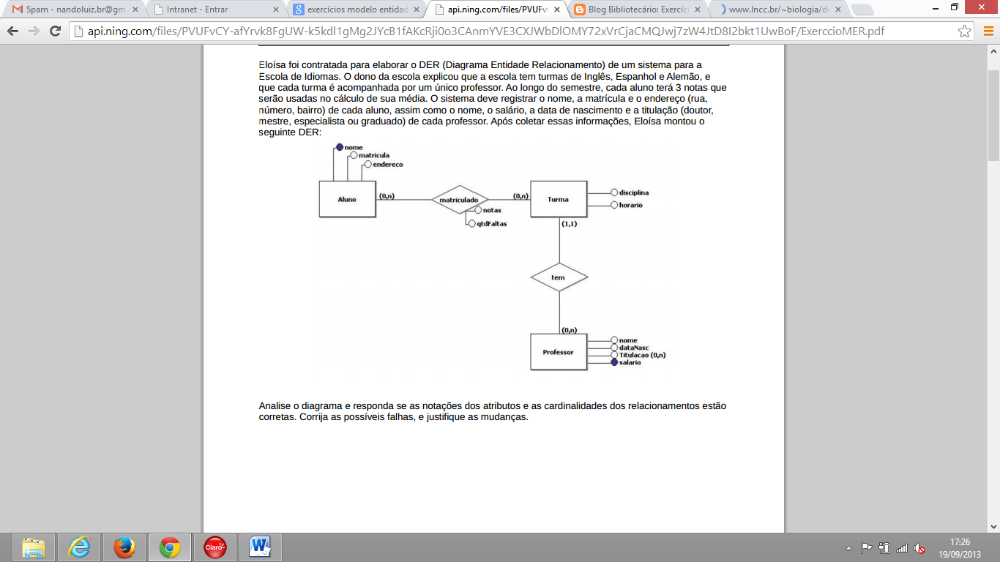 Spam - nandoluiz.br@gm
Intranet - Entrar
exercícios modelo entidad
api.ning.com/files/PVUFv
Blog Bibliotecário: Exercíci
www.lncc.br/~biologia/d
api.ning.com/files/PVUFvCY-afYrvk8FgUW-k5kdl1gMg2JYcB1fAKcRji0o3CAnmYVE3CXJWbDlOMY72xVrCjaCMQJwj7zW4JtD8I2bkt1UwBoF/ExerccioMER.pdf
Eloísa foi contratada para elaborar o DER (Diagrama Entidade Relacionamento) de um sistema para a
Escola de Idiomas. O dono da escola explicou que a escola tem turmas de Inglês, Espanhol e Alemão, e
que cada turma é acompanhada por um único professor. Ao longo do semestre, cada aluno terá 3 notas que
serão usadas no cálculo de sua média. O sistema deve registrar o nome, a matrícula e o endereço (rua,
número, bairro) de cada aluno, assim como o nome, o salário, a data de nascimento e a titulação (doutor,
mestre, especialista ou graduado) de cada professor. Após coletar essas informações, Eloísa montou o
seguinte DER:
nome
matricula
endereco
Aluno
(0,n)
matriculado
(0,n)
Turma
disciplina
horario
notas
qtdFaltas
(1,1)
tem
(0,n)
Professor
nome
dataNasc
Titulacao (0,n)
salario
Analise o diagrama e responda se as notações dos atributos e as cardinalidades dos relacionamentos estão
corretas. Corrija as possíveis falhas, e justifique as mudanças.
Claro
17:26
19/09/2013